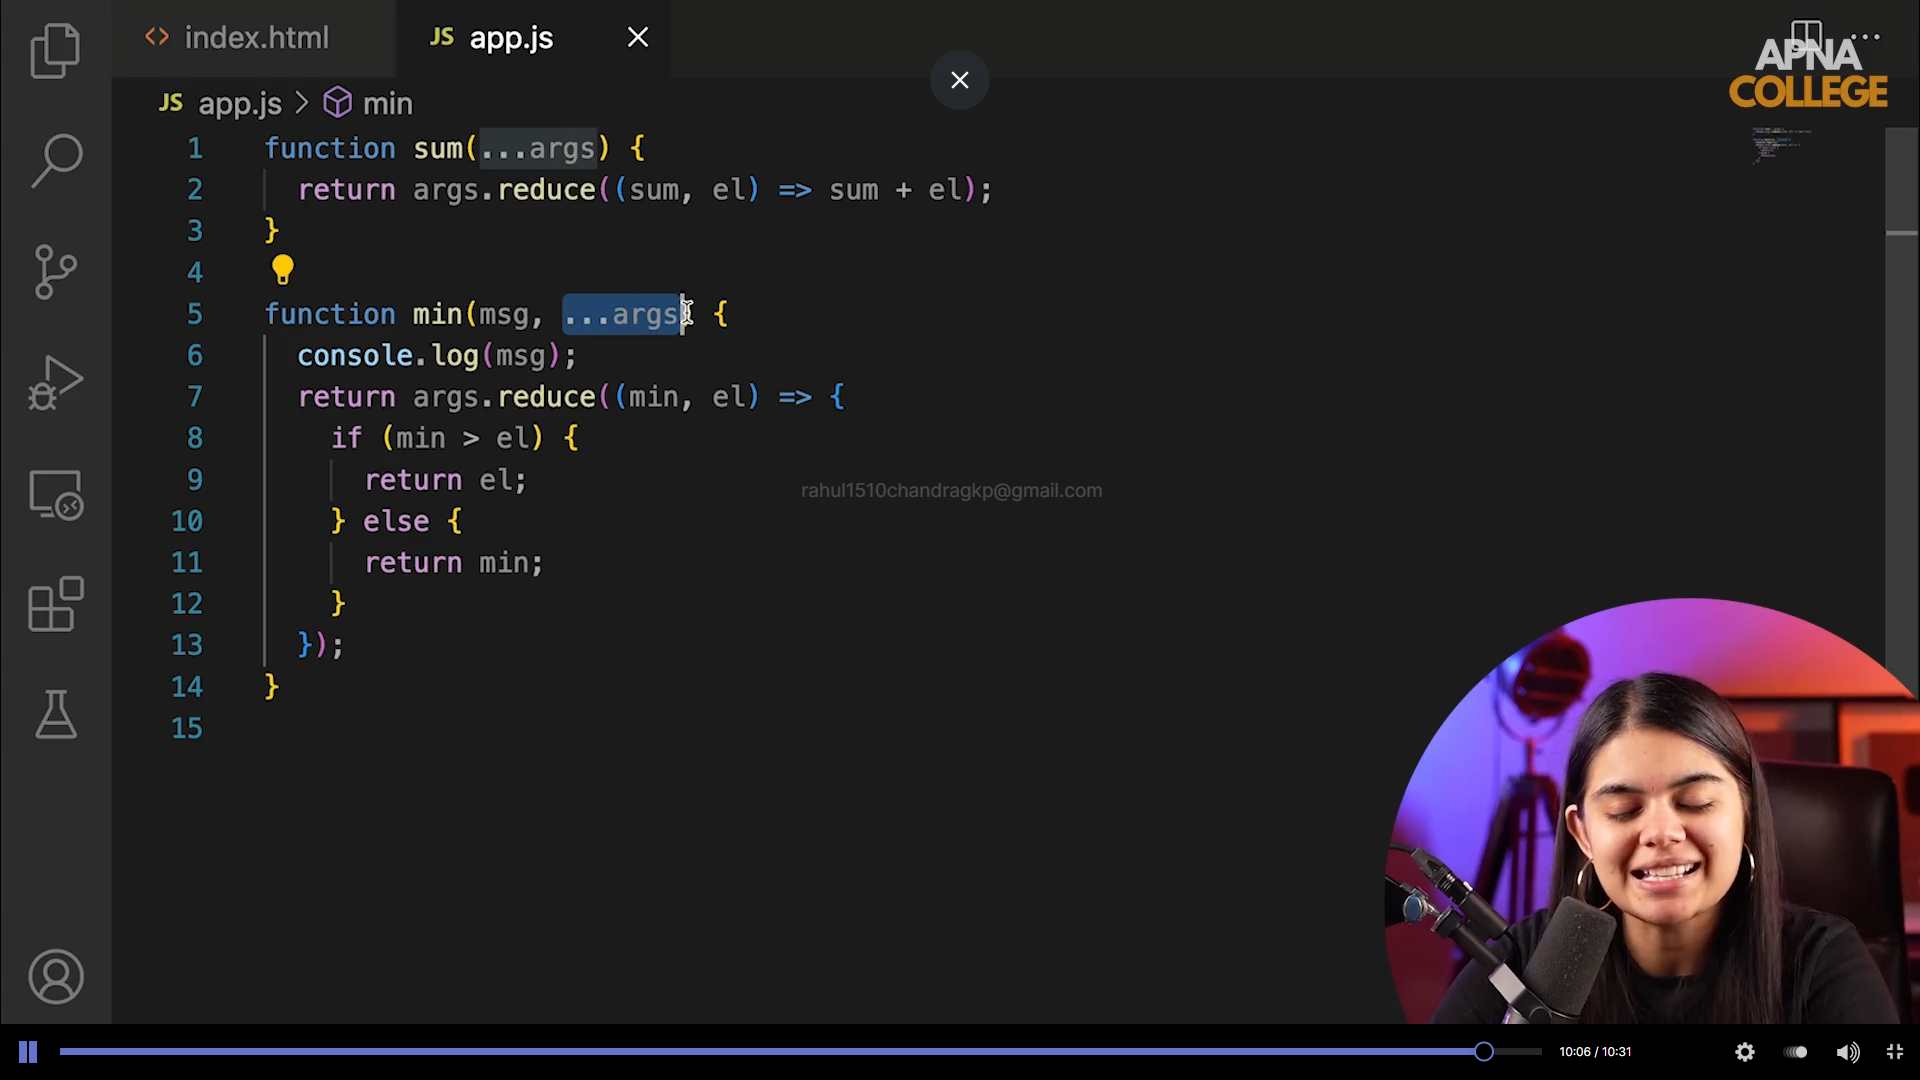 <> index.html
JS app.js
APNA
COLLEGE
JS app.js > min
1 function sum(...args) {
2 return args.reduce((sum, el) => sum + el);
3 }
4
5 function min(msg, ...args) {
6 console.log(msg);
7 return args.reduce((min, el) => {
8 if (min > el) {
9 return el;
rahul1510chandragkp@gmail.com
10 } else {
11 return min;
12 }
13 });
14 }
15
10:06 / 10:31